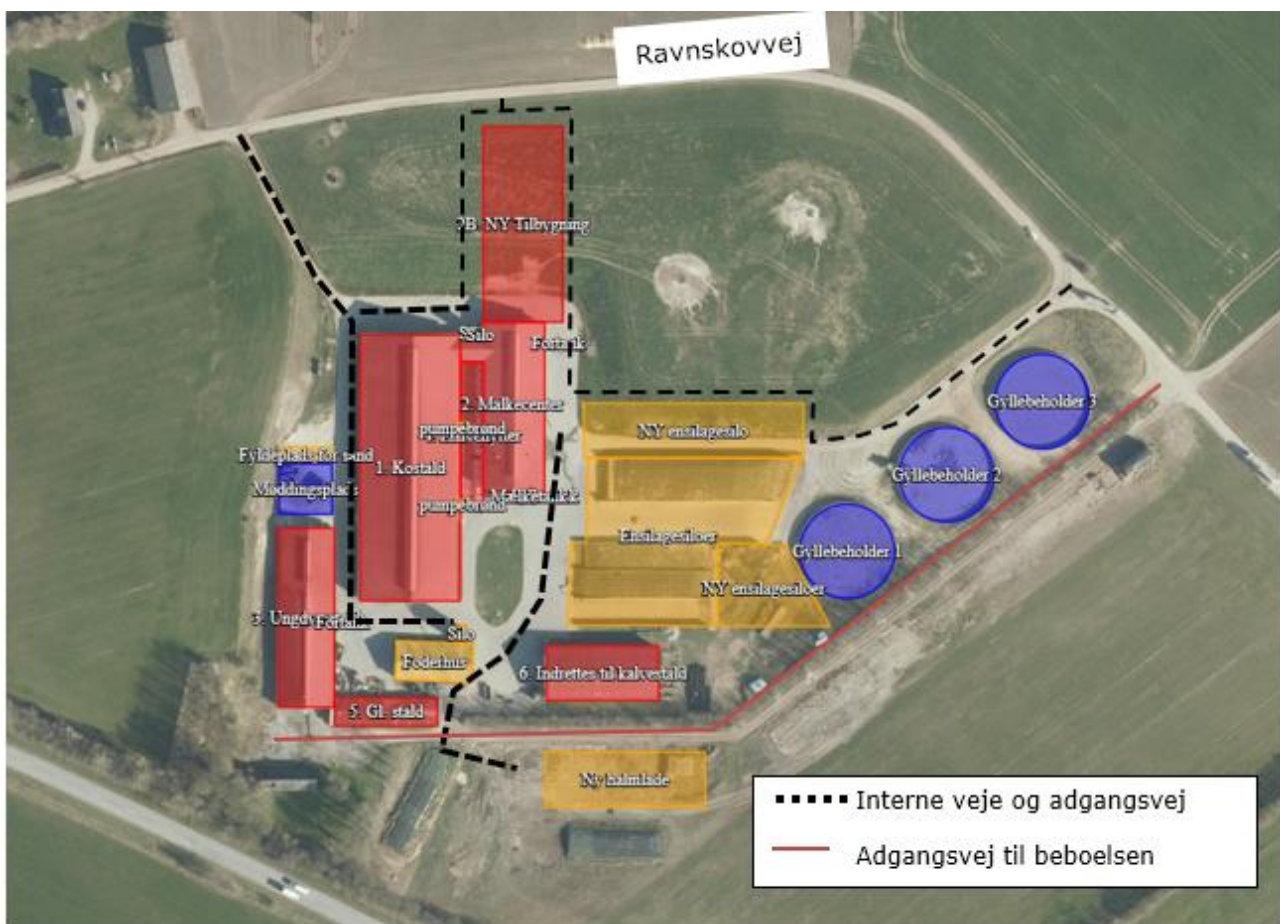 Ravnskovvej
2B. NY Tilbygning
Silo
2. Malkecenter
pumpebrønd
NY ensilagesilo
Gyllebeholder 3
Fyldeplads for sand
1. Kostald
Møddingsplads
Gyllebeholder 2
pumpebrønd
Mælketank
Ensilagesiloer
Gyllebeholder 1
NY ensilagesiloer
Silo
Foderhus
6. Indrettes til kalvestald
5. Gl. stald
Ny halmlade
Interne veje og adgangsvej
Adgangsvej til beboelsen